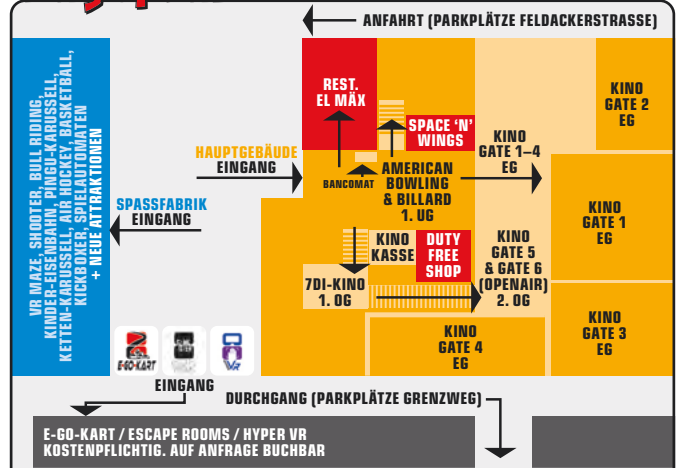 ANFAHRT (PARKPLÄTZE FELDACKERSTRASSE)
VR MAZE, SHOOTER, BULL RIDING,
KINDER-EISENBAHN, PINGU-KARUSSELL,
KETTEN-KARUSSELL, AIR HOCKEY, BASKETBALL,
KICKBOXER, SPIELAUTOMATEN
+ NEUE ATTRAKTIONEN
HAUPTGEBÄUDE
EINGANG
SPASSFABRIK
EINGANG
REST.
EL MÄX
SPACE 'N'
WINGS
BANCOMAT
AMERICAN
BOWLING
& BILLARD
1. UG
KINO
GATE 1–4
EG
KINO
GATE 2
EG
KINO
GATE 1
EG
KINO
KASSE
DUTY
FREE
SHOP
KINO
GATE 5
& GATE 6
(OPENAIR)
2. OG
7DI-KINO
1. OG
KINO
GATE 4
EG
KINO
GATE 3
EG
E-GO-KART
VR
EINGANG
DURCHGANG (PARKPLÄTZE GRENZWEG)
E-GO-KART / ESCAPE ROOMS / HYPER VR
KOSTENPFLICHTIG. AUF ANFRAGE BUCHBAR